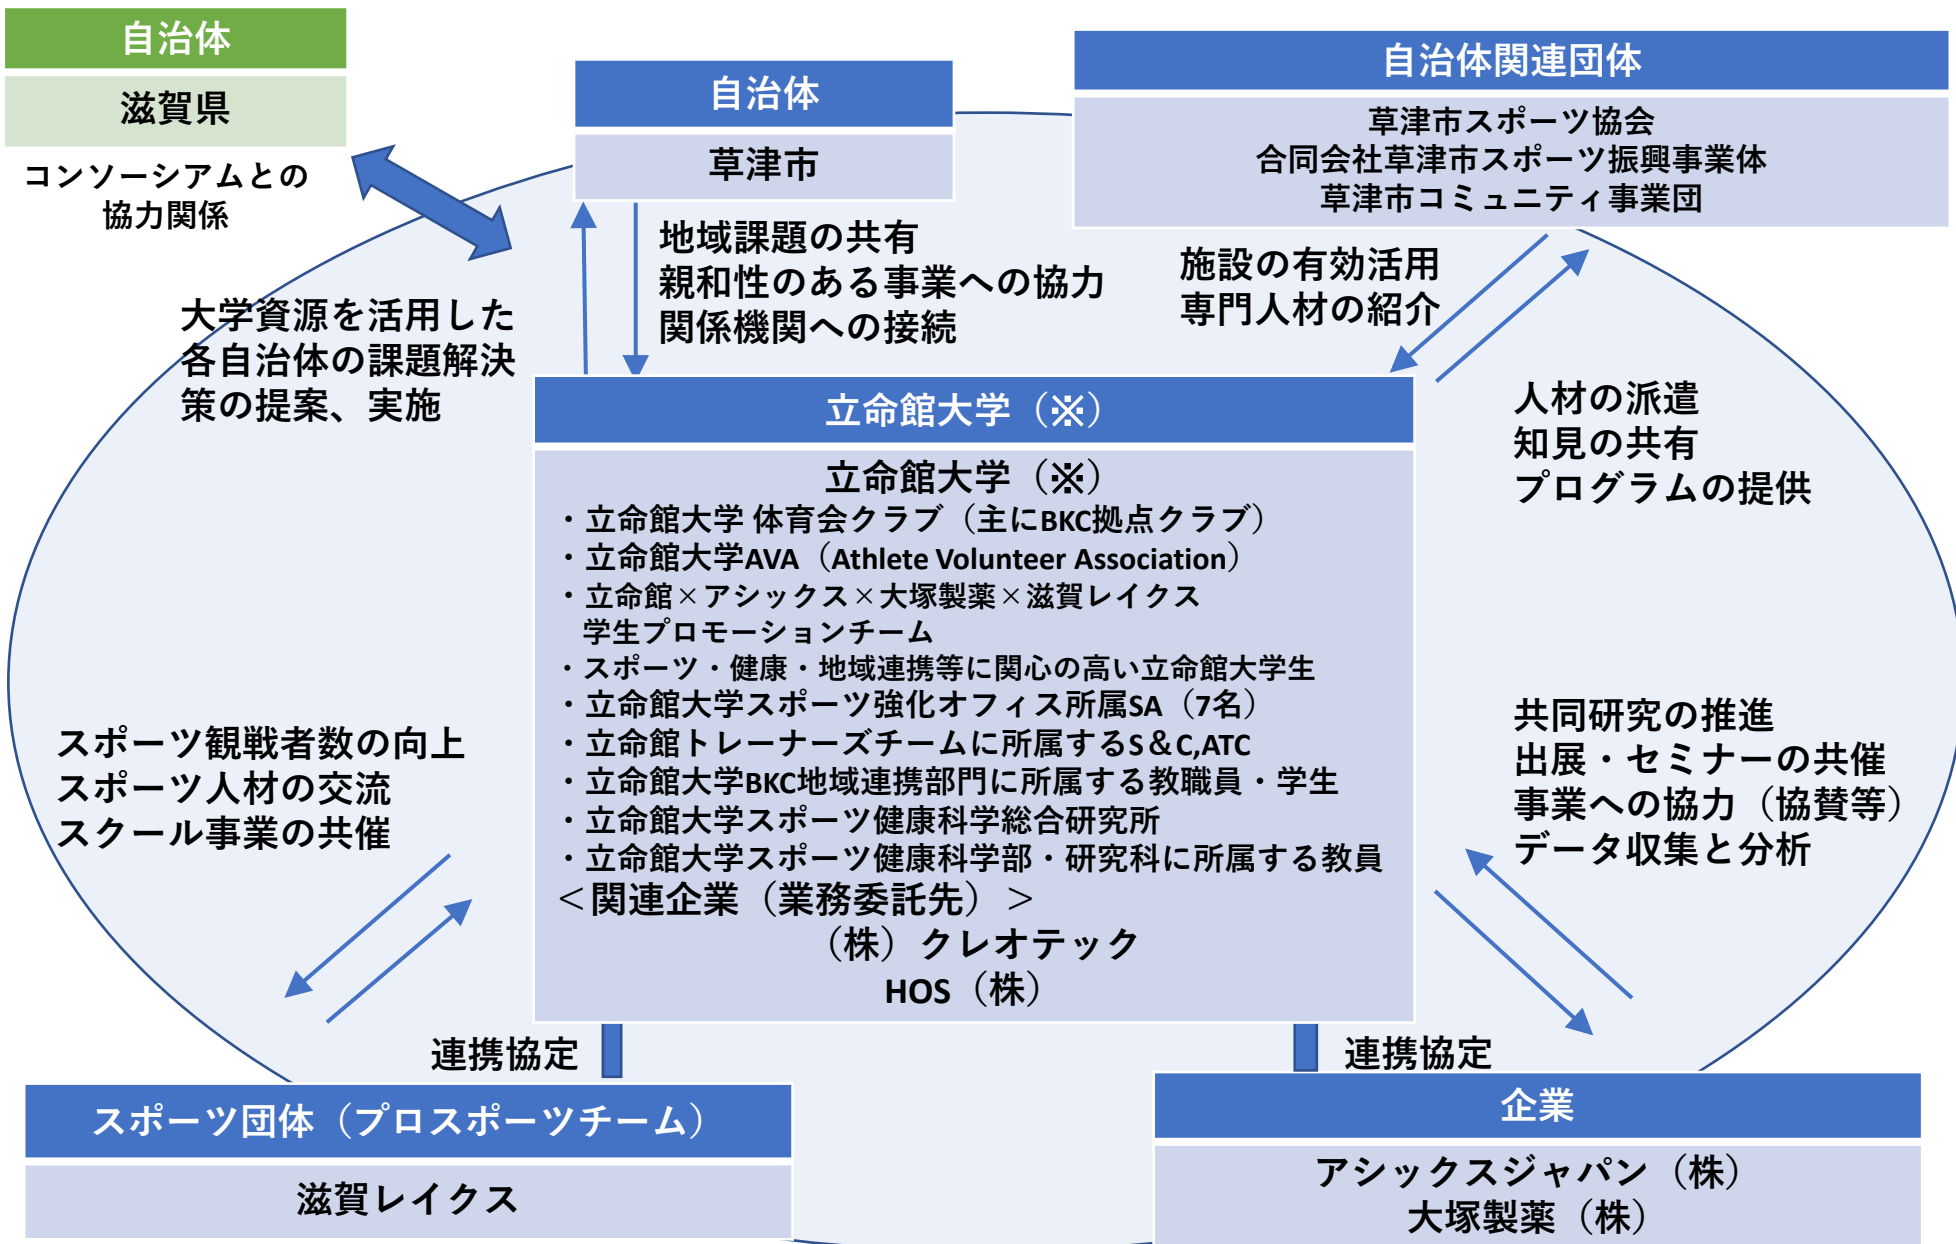 自治体
滋賀県
コンソーシアムとの
協力関係
自治体
草津市
自治体関連団体
草津市スポーツ協会
合同会社草津市スポーツ振興事業体
草津市コミュニティ事業団
地域課題の共有
親和性のある事業への協力
関係機関への接続
施設の有効活用
専門人材の紹介
大学資源を活用した
各自治体の課題解決
策の提案、実施
人材の派遣
知見の共有
プログラムの提供
立命館大学（※）
立命館大学（※）
・立命館大学 体育会クラブ（主にBKC拠点クラブ）
・立命館大学AVA（Athlete Volunteer Association）
・立命館×アシックス×大塚製薬×滋賀レイクス
学生プロモーションチーム
・スポーツ・健康・地域連携等に関心の高い立命館大学生
・立命館大学スポーツ強化オフィス所属SA（7名）
・立命館トレーナーズチームに所属するS＆C,ATC
・立命館大学BKC地域連携部門に所属する教職員・学生
・立命館大学スポーツ健康科学総合研究所
・立命館大学スポーツ健康科学部・研究科に所属する教員
＜関連企業（業務委託先）＞
（株）クレオテック
HOS（株）
スポーツ観戦者数の向上
スポーツ人材の交流
スクール事業の共催
共同研究の推進
出展・セミナーの共催
事業への協力（協賛等）
データ収集と分析
連携協定
連携協定
スポーツ団体（プロスポーツチーム）
滋賀レイクス
企業
アシックスジャパン（株）
大塚製薬（株）